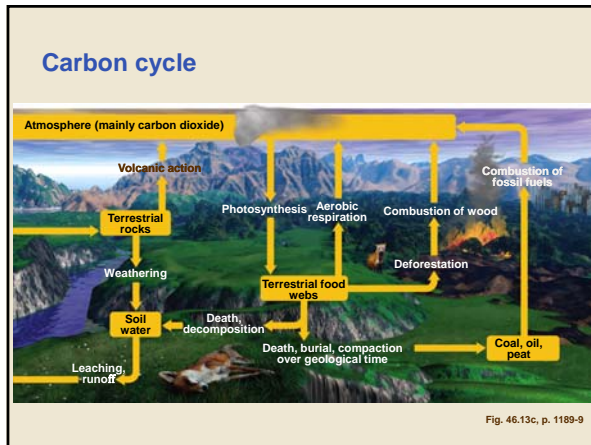 Carbon cycle
Atmosphere (mainly carbon dioxide)
Volcanic action
Combustion of
fossil fuels
Photosynthesis
Aerobic
respiration
Combustion of wood
Terrestrial
rocks
Weathering
Deforestation
Terrestrial food
webs
Soil
water
Death,
decomposition
Death, burial, compaction
over geological time
Coal, oil,
peat
Leaching,
runoff
Fig. 46.13c, p. 1189-9